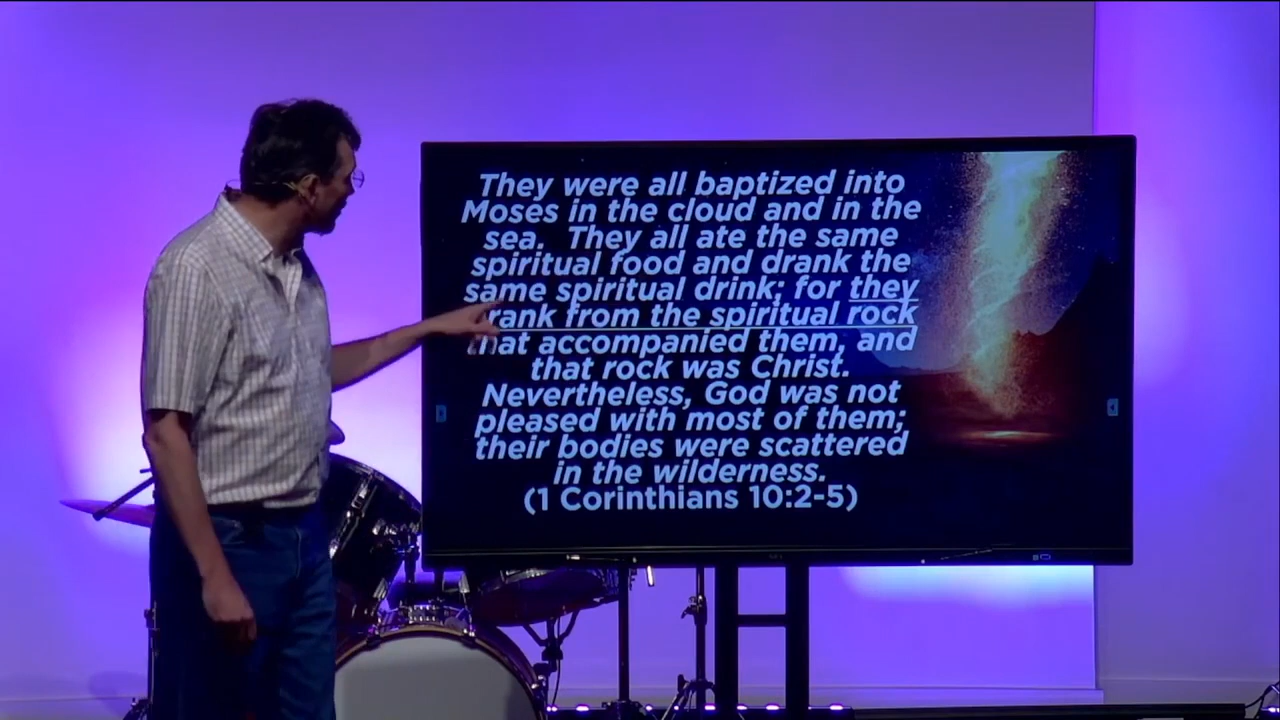 They were all baptized into
Moses in the cloud and in the
sea. They all ate the same
spiritual food and drank the
same spiritual drink; for they
rank from the spiritual rock
that accompanied them, and
that rock was Christ.
Nevertheless, God was not
pleased with most of them;
their bodies were scattered
in the wilderness.
(1 Corinthians 10:2-5)